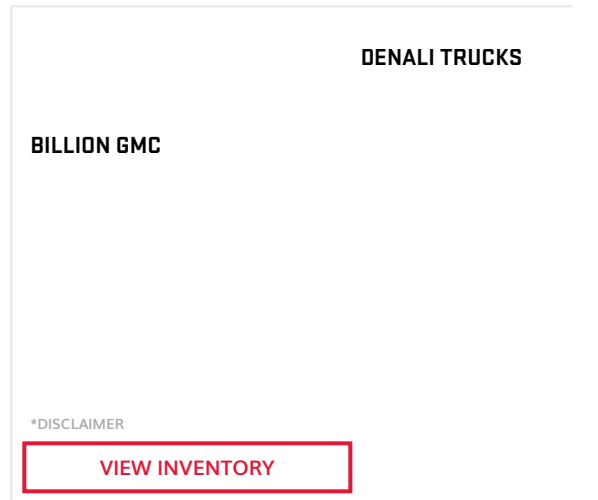 DENALI TRUCKS
BILLION GMC
*DISCLAIMER
VIEW INVENTORY